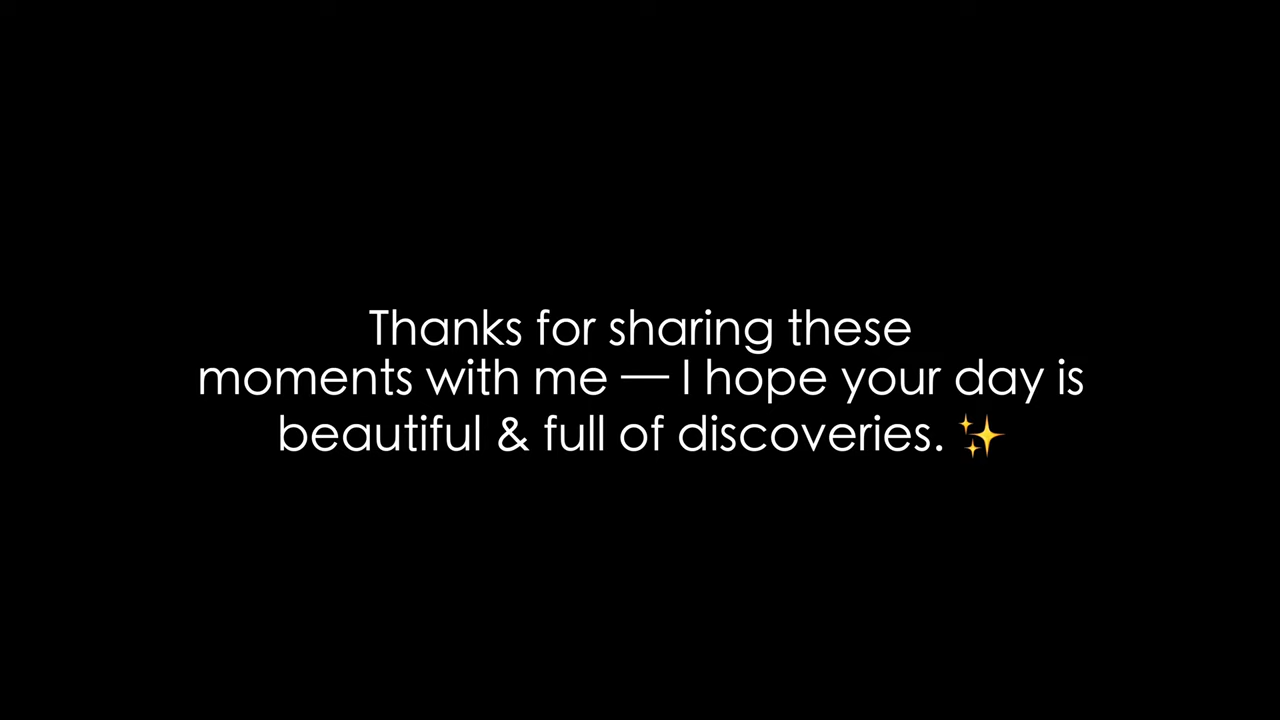 Thanks for sharing these
moments with me — I hope your day is
beautiful & full of discoveries. ✨